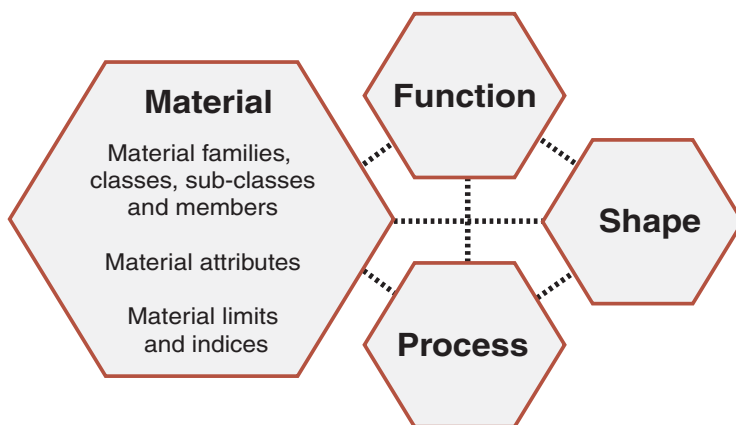 Material
Material families,
classes, sub-classes
and members
Material attributes
Material limits
and indices
Function
Shape
Process